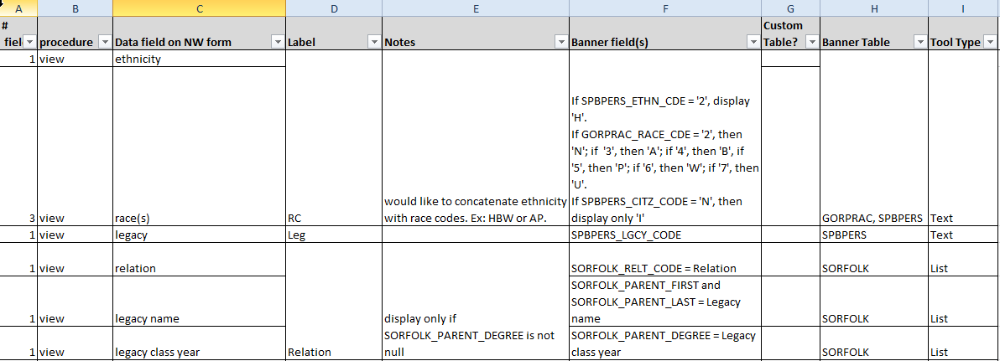 A B C D E F G H I
#
fiel procedure Data field on NW form Label Notes Banner field(s) Custom Table? Banner Table Tool Type
1 view ethnicity
If SPBPERS_ETHN_CDE = '2', display
'H'.
If GORPRAC_RACE_CDE = '2', then
'N'; if  '3', then 'A'; if '4', then 'B', if
'5', then 'P'; if '6', then 'W'; if '7', then
'U'.
would like to concatenate ethnicity If SPBPERS_CITZ_CODE = 'N', then
3 view race(s) RC with race codes. Ex: HBW or AP. display only 'I' GORPRAC, SPBPERS Text
1 view legacy Leg SPBPERS_LGCY_CODE SPBPERS Text
1 view relation SORFOLK_RELT_CODE = Relation SORFOLK List
SORFOLK_PARENT_FIRST and
SORFOLK_PARENT_LAST = Legacy
1 view legacy name display only if name SORFOLK List
SORFOLK_PARENT_DEGREE is not SORFOLK_PARENT_DEGREE = Legacy
1 view legacy class year Relation null class year SORFOLK List